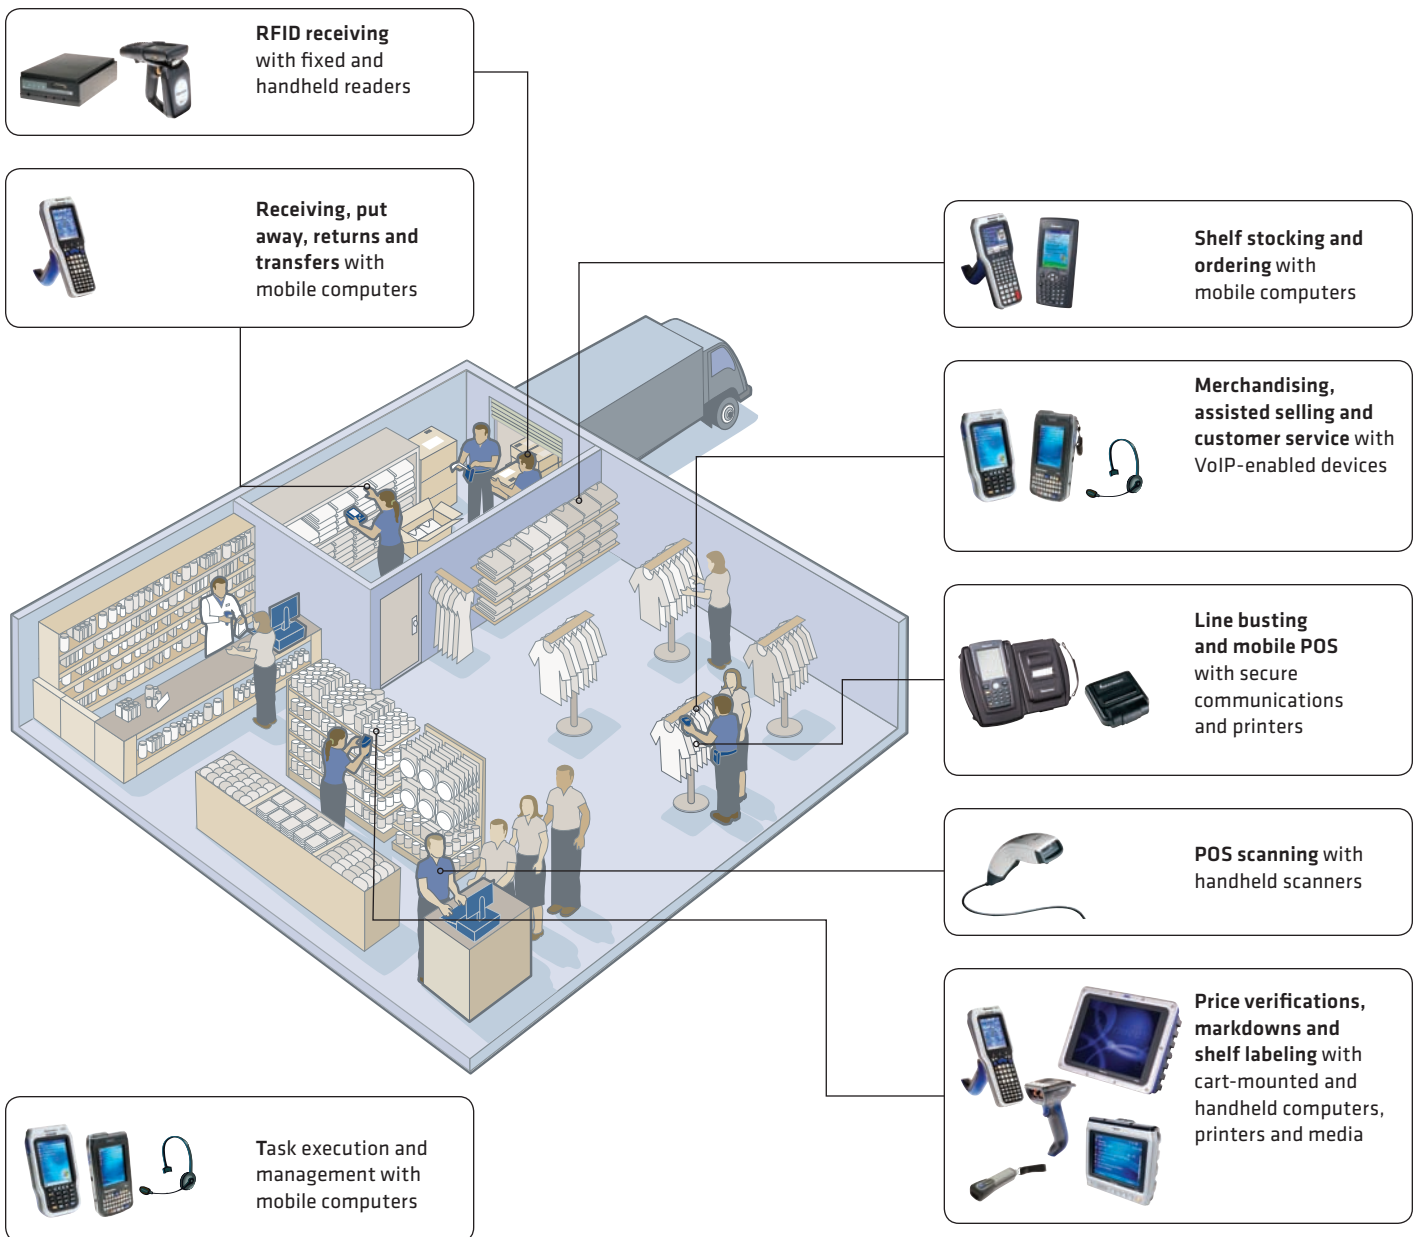 RFID receiving
with fixed and
handheld readers
Receiving, put
away, returns and
transfers with
mobile computers
Shelf stocking and
ordering with
mobile computers
Merchandising,
assisted selling and
customer service with
VoIP-enabled devices
Line busting
and mobile POS
with secure
communications
and printers
POS scanning with
handheld scanners
Price verifications,
markdowns and
shelf labeling with
cart-mounted and
handheld computers,
printers and media
Task execution and
management with
mobile computers